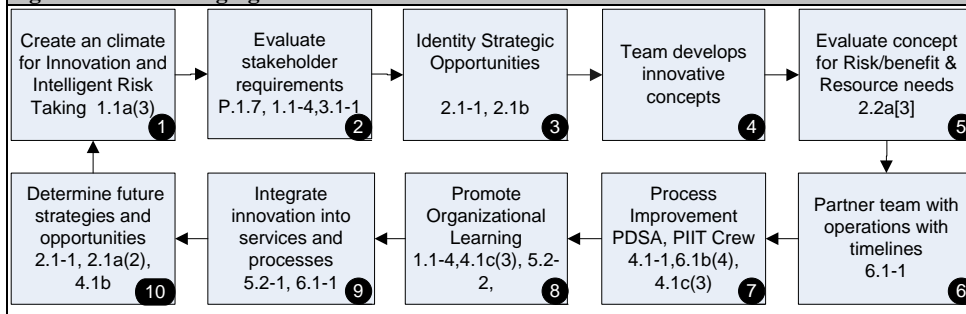 Create an climate
for Innovation and
Intelligent Risk
Taking 1.1a(3)
1
Evaluate
stakeholder
requirements
P.1.7, 1.1-4,3.1-1
2
Identity Strategic
Opportunities
2.1-1, 2.1b
3
Team develops
innovative
concepts
4
Evaluate concept
for Risk/benefit &
Resource needs
2.2a[3]
5
Determine future
strategies and
opportunities
2.1-1, 2.1a(2),
4.1b
10
Integrate
innovation into
services and
processes
5.2-1, 6.1-1
9
Promote
Organizational
Learning
1.1-4,4.1c(3), 5.2-
2,
8
Process
Improvement
PDSA, PIIT Crew
4.1-1,6.1b(4),
4.1c(3)
7
Partner team with
operations with
timelines
6.1-1
6